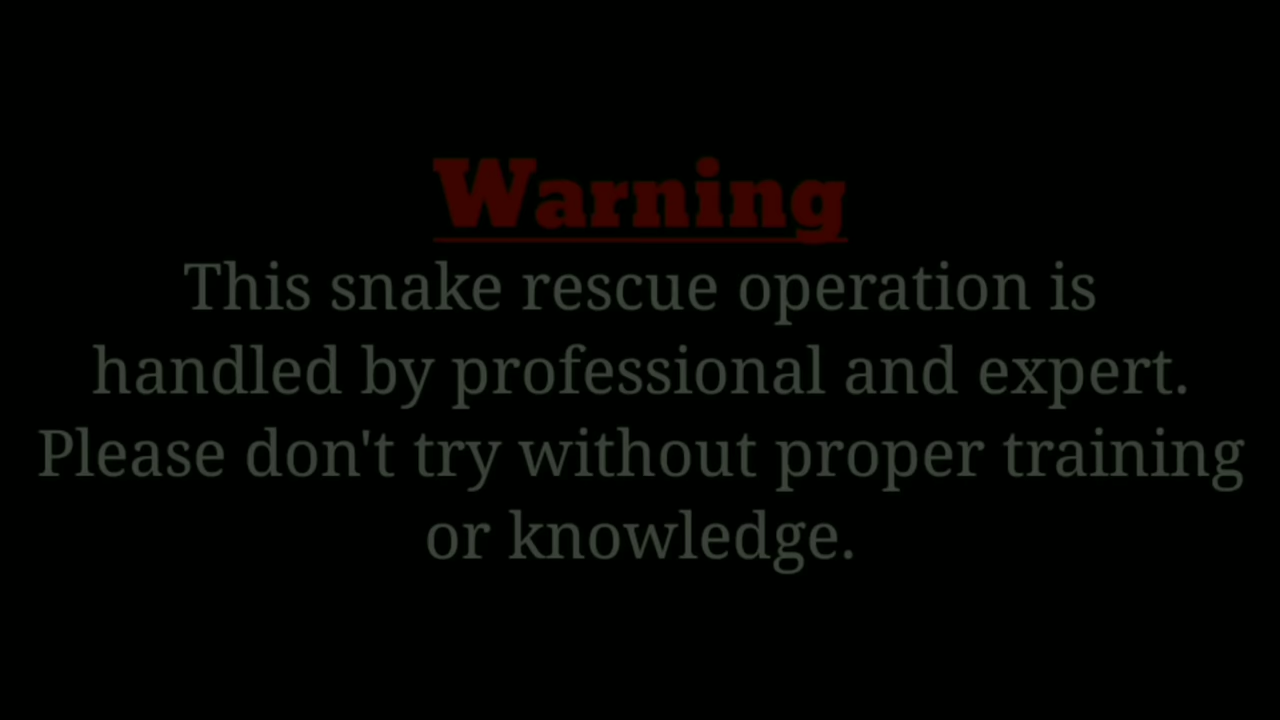 Warning
This snake rescue operation is
handled by professional and expert.
Please don't try without proper training
or knowledge.